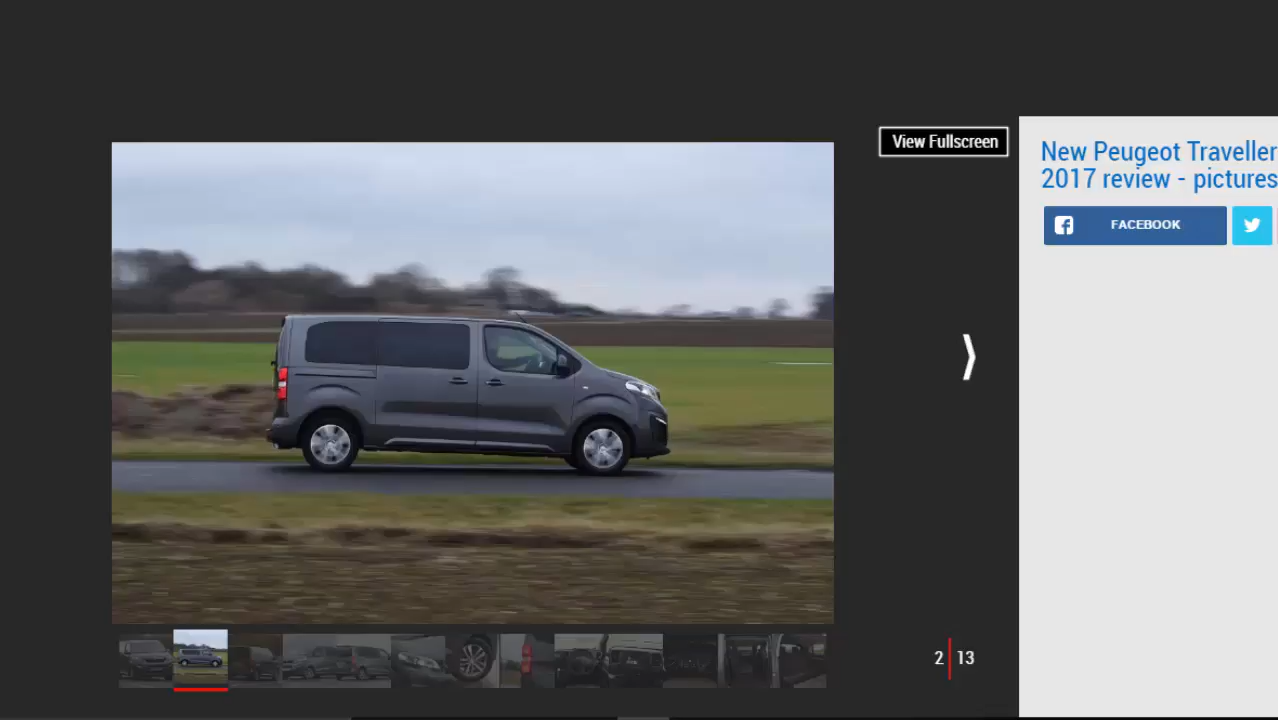 View Fullscreen
New Peugeot Traveller
2017 review - pictures
FACEBOOK
2 13